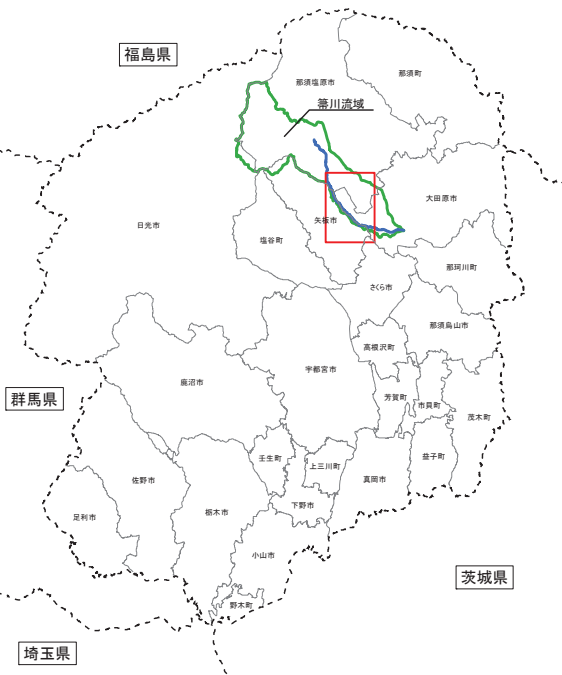 福島県
那須町
那須塩原市
箒川流域
大田原市
矢板市
日光市
塩谷町
那珂川町
さくら市
那須烏山市
高根沢町
宇都宮市
鹿沼市
群馬県
芳賀町
市貝町
茂木町
壬生町
上三川町
益子町
佐野市
真岡市
下野市
栃木市
足利市
小山市
茨城県
野木町
埼玉県